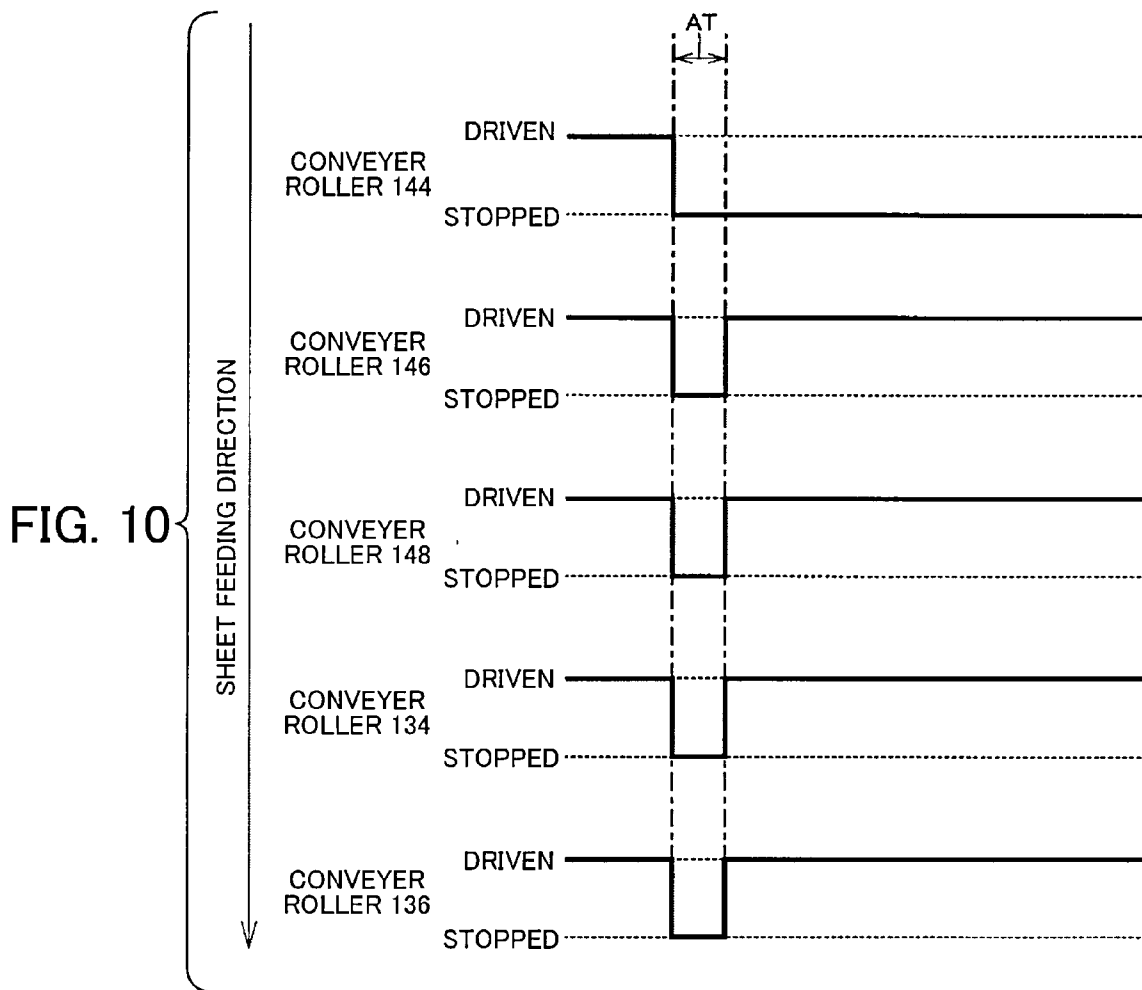 FIG. 10
SHEET FEEDING DIRECTION
AT
CONVEYER
ROLLER 144
DRIVEN
STOPPED
CONVEYER
ROLLER 146
DRIVEN
STOPPED
CONVEYER
ROLLER 148
DRIVEN
STOPPED
CONVEYER
ROLLER 134
DRIVEN
STOPPED
CONVEYER
ROLLER 136
DRIVEN
STOPPED